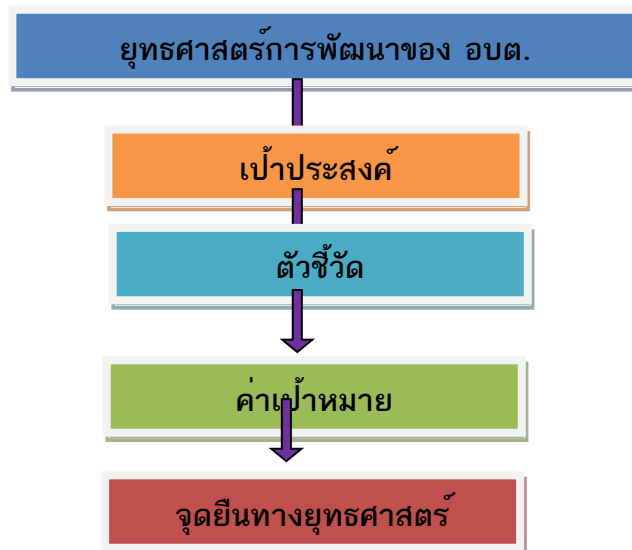 ยุทธศาสตร์การพัฒนาของ อบต.
เป้าประสงค์
ตัวชี้วัด
ค่าเป้าหมาย
จุดยืนทางยุทธศาสตร์